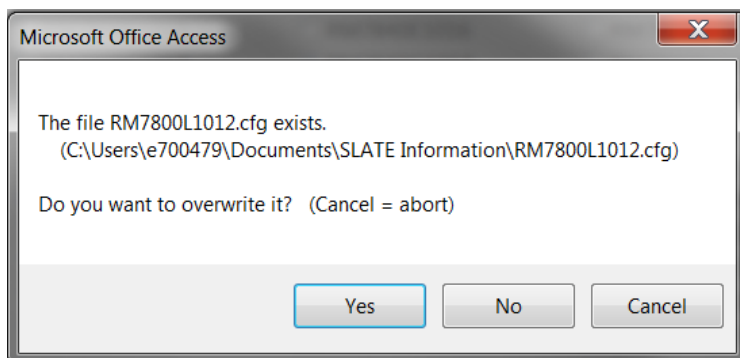 Microsoft Office Access
The file RM7800L1012.cfg exists.
(C:\Users\e700479\Documents\SLATE Information\RM7800L1012.cfg)
Do you want to overwrite it? (Cancel = abort)
Yes No Cancel